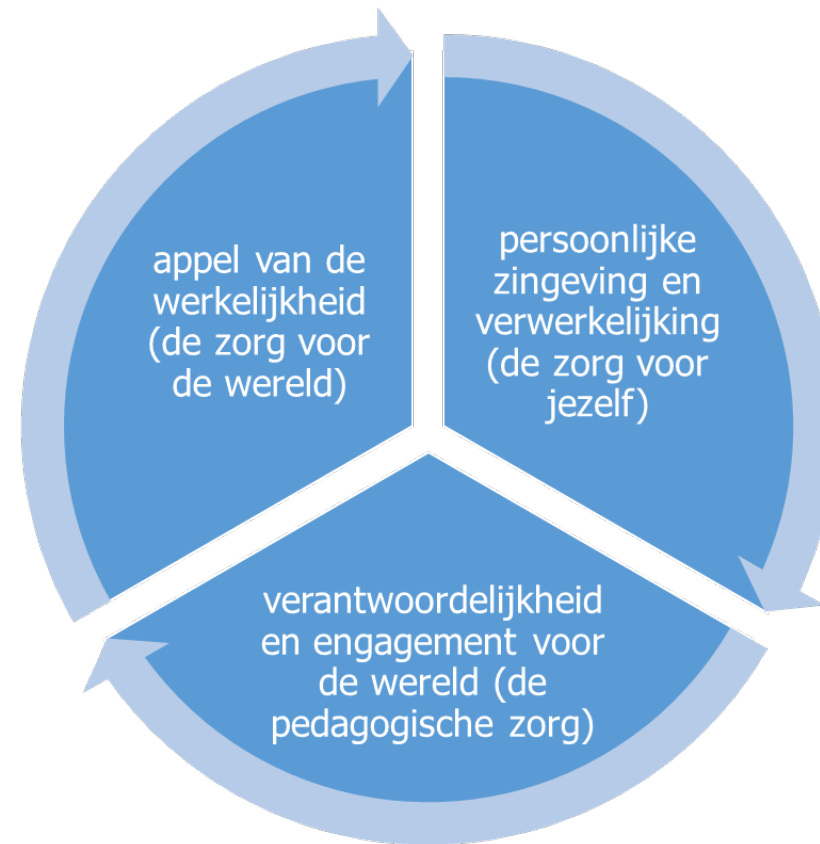 appel van de
werkelijkheid
(de zorg voor
de wereld)
persoonlijke
zingeving en
verwerkelijking
(de zorg voor
jezelf)
verantwoordelijkheid
en engagement voor
de wereld (de
pedagogische zorg)